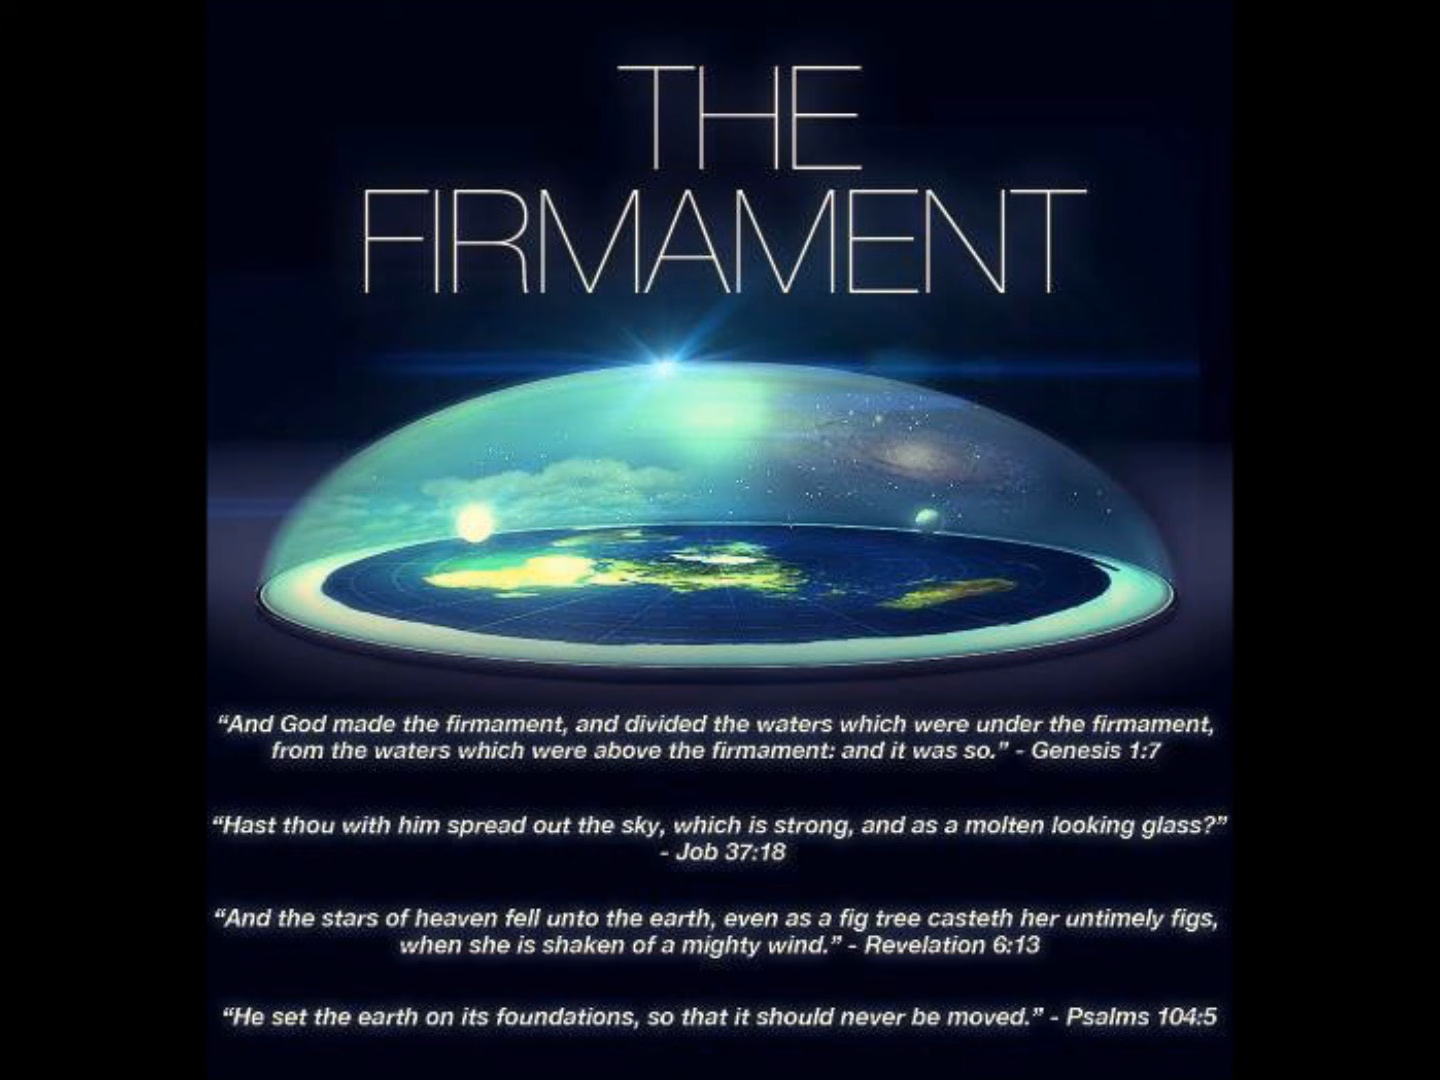 THE
FIRMAMENT
“And God made the firmament, and divided the waters which were under the firmament,
from the waters which were above the firmament: and it was so.” - Genesis 1:7
“Hast thou with him spread out the sky, which is strong, and as a molten looking glass?”
- Job 37:18
“And the stars of heaven fell unto the earth, even as a fig tree casteth her untimely figs,
when she is shaken of a mighty wind.” - Revelation 6:13
“He set the earth on its foundations, so that it should never be moved.” - Psalms 104:5